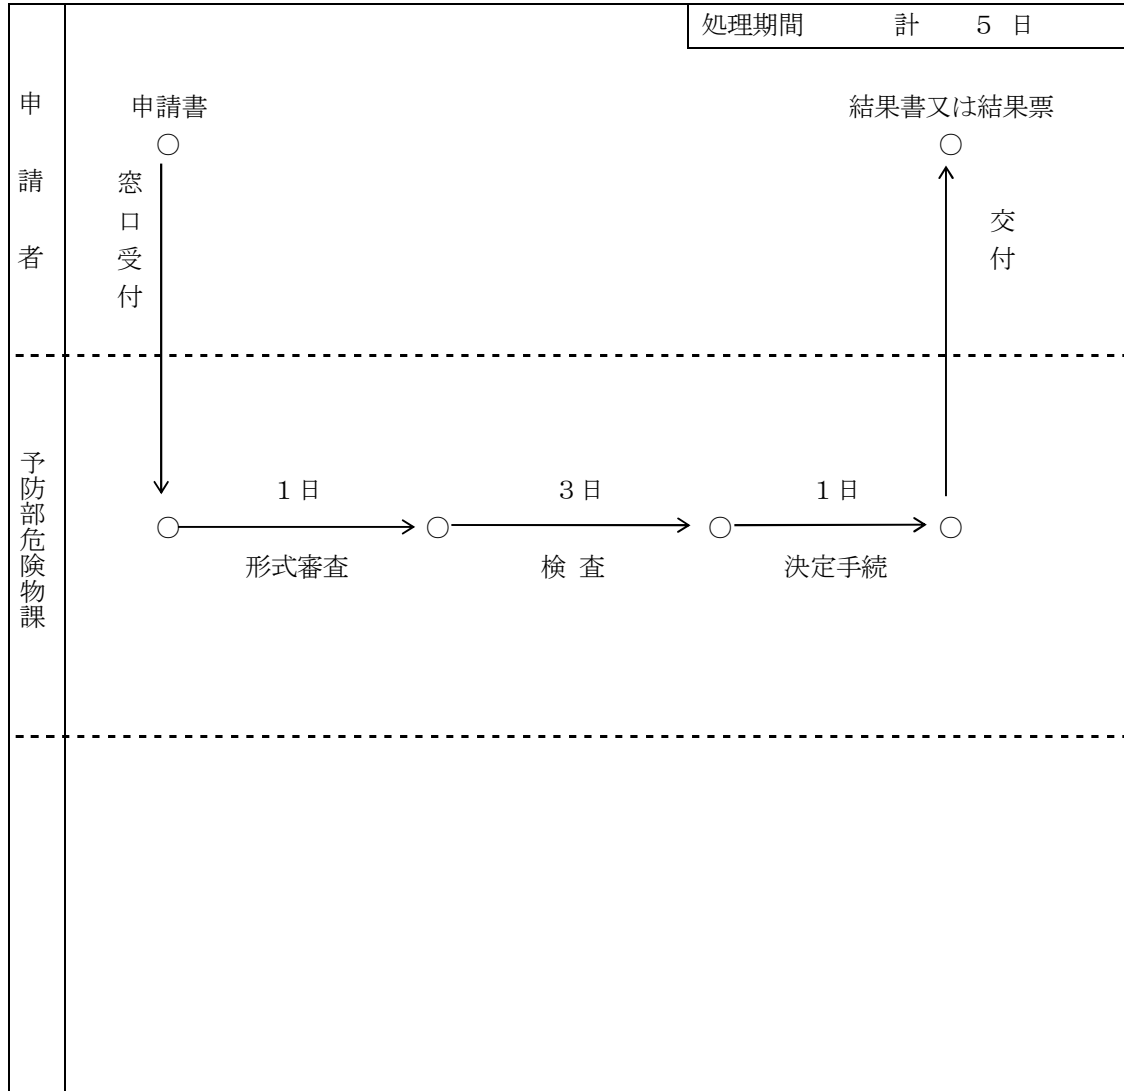 処理期間　計　５ 日
申請者
申請書
結果書又は結果票
窓口受付
交付
予防部危険物課
１日
３日
１日
形式審査
検 査
決定手続